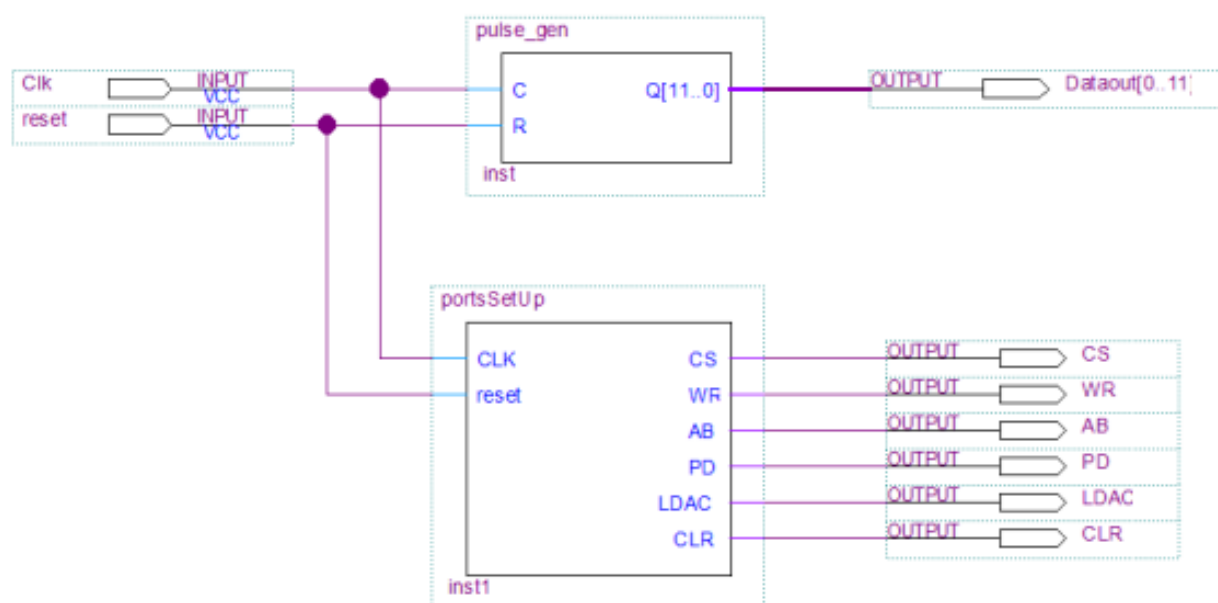 pulse_gen
Clk INPUT VCC
C Q[11..0] OUTPUT Dataout[0..11]
reset INPUT VCC
R
inst
portsSetUp
CLK CS OUTPUT CS
reset WR OUTPUT WR
AB OUTPUT AB
PD OUTPUT PD
LDAC OUTPUT LDAC
CLR OUTPUT CLR
inst1